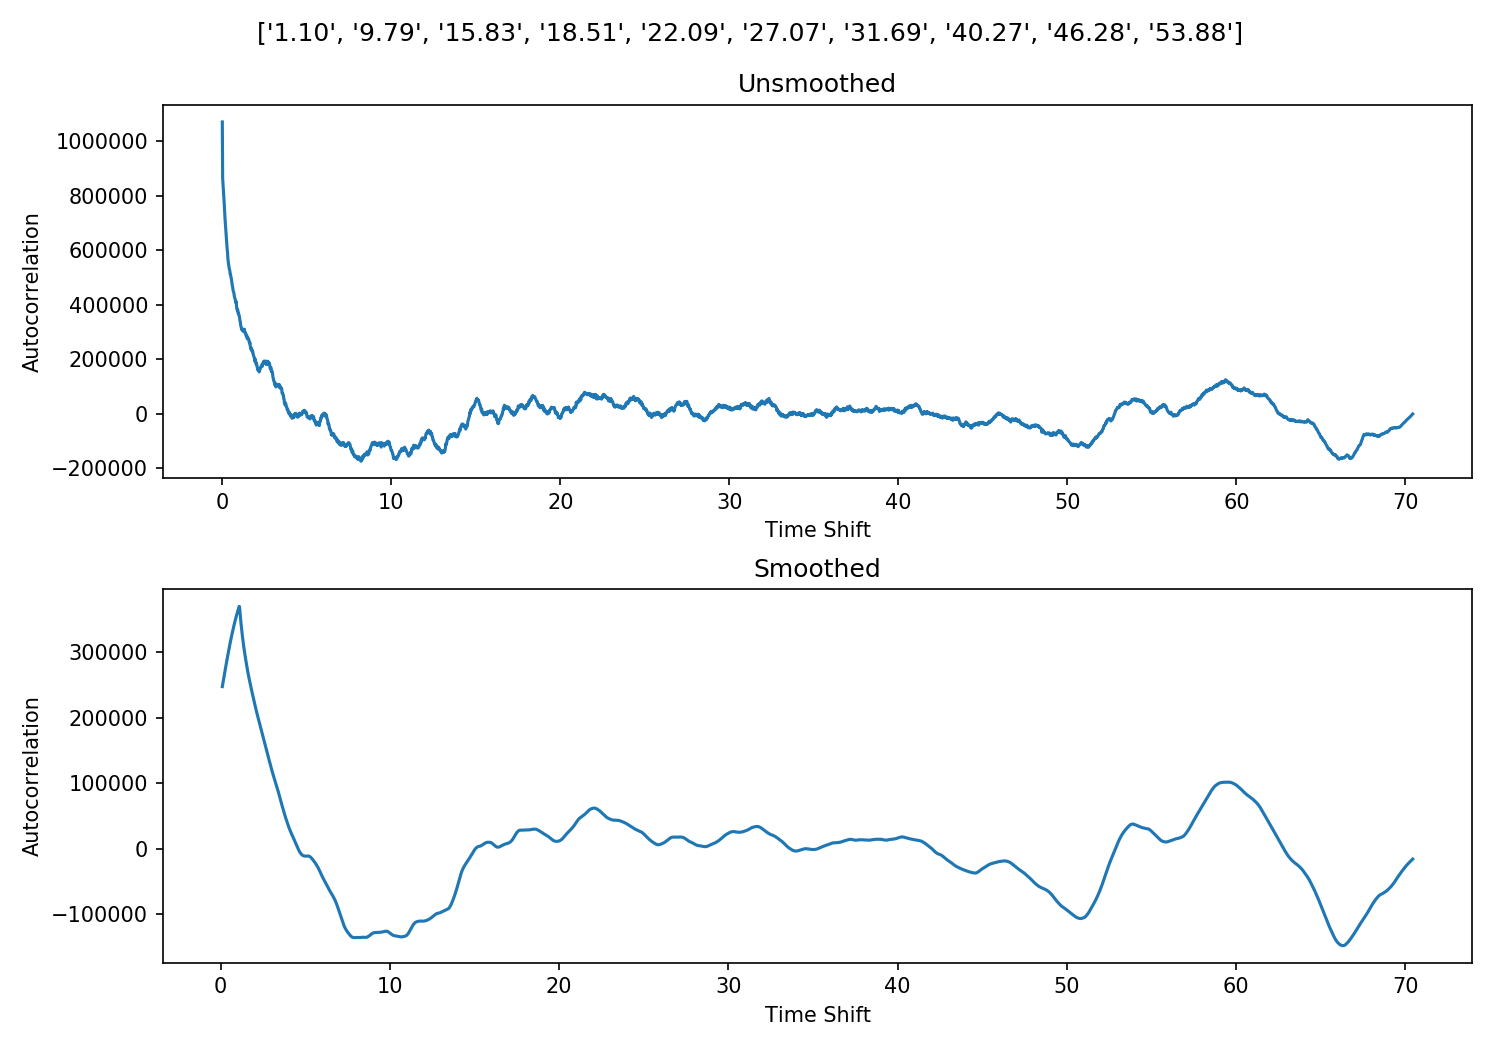 ['1.10', '9.79', '15.83', '18.51', '22.09', '27.07', '31.69', '40.27', '46.28', '53.88']
Unsmoothed
Autocorrelation
1000000
800000
600000
400000
200000
0
−200000
0 10 20 30 40 50 60 70
Time Shift
Smoothed
Autocorrelation
300000
200000
100000
0
−100000
0 10 20 30 40 50 60 70
Time Shift